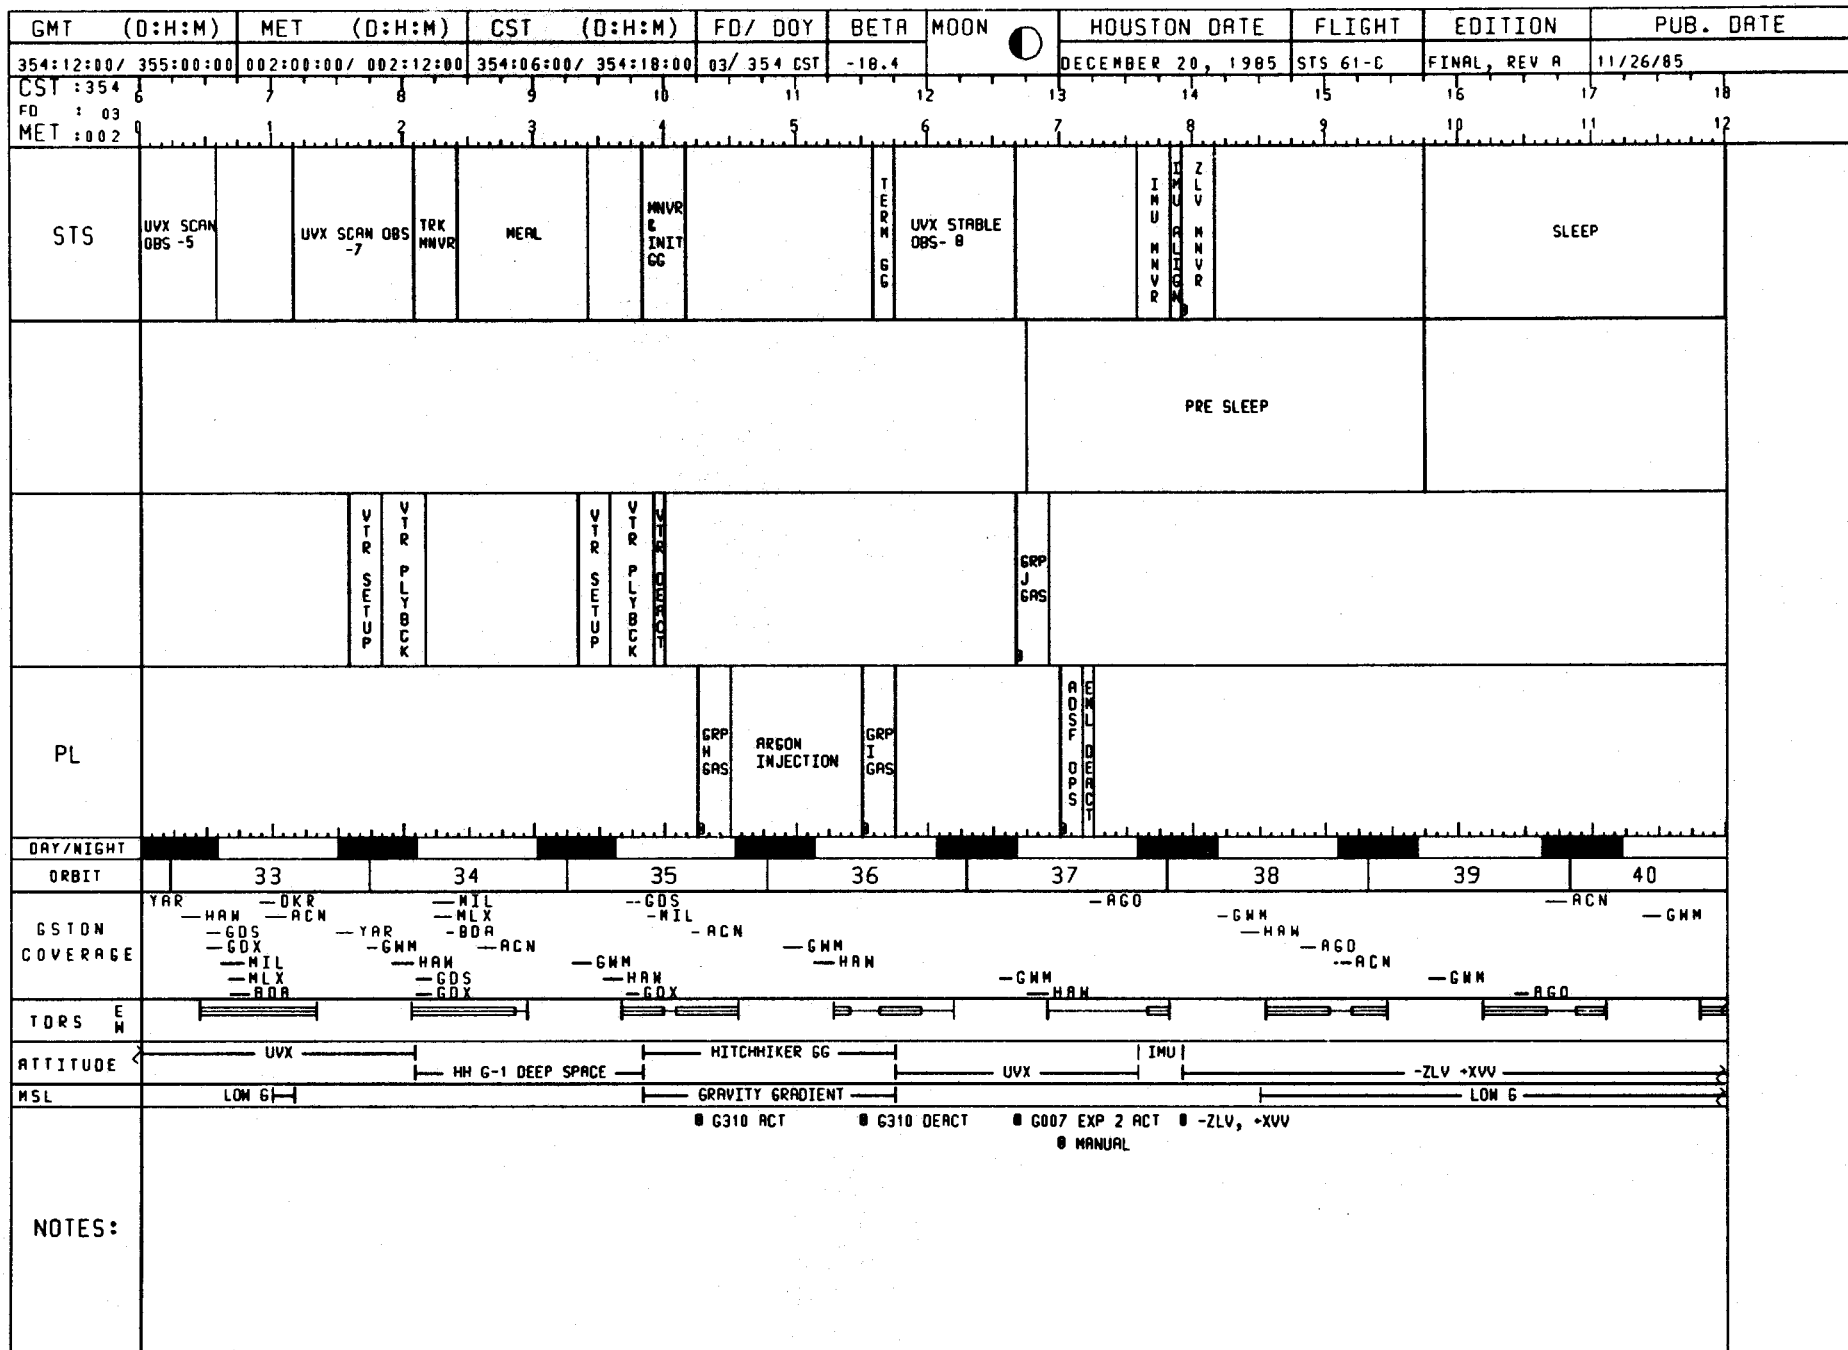 GMT (D:H:M) MET (D:H:M) CST (D:H:M) FD/ DOY BETA MOON HOUSTON DATE FLIGHT EDITION PUB. DATE
354:12:00/ 355:00:00 002:00:00/ 002:12:00 354:06:00/ 354:18:00 03/ 354 CST -18.4 DECEMBER 20, 1985 STS 61-C FINAL, REV A 11/26/85
CST :354 6 7 8 9 10 11 12 13 14 15 16 17 18
FD : 03
MET :002 0 1 2 3 4 5 6 7 8 9 10 11 12
STS
UVX SCAN
OBS -5
UVX SCAN OBS
-7
TRK
MNVR
MEAL
MNVR
&
INIT
GG
TERM GG
UVX STABLE
OBS- 8
IMU MNVR
IMU ALIGN
ZLV MNVR
SLEEP
PRE SLEEP
VTR SETUP
VTR PLYBCK
VTR SETUP
VTR PLYBCK
VTR DEACT
GRP
J
GAS
PL
GRP
H
GAS
ARGON
INJECTION
GRP
I
GAS
ADSF OPS
EML DEACT
DAY/NIGHT
ORBIT 33 34 35 36 37 38 39 40
GSTDN
COVERAGE
YAR DKR MIL GDS AGO ACN
HAW ACN MLX MIL GWM GWM
GDS YAR BDA ACN HAW
GDX GWM ACN GWM AGO
MIL HAW GWM HAW ACN
MLX GDS HAW GWM GWM
BDA GDX GDX HAW AGO
TDRS E
W
ATTITUDE UVX HITCHHIKER GG IMU
HH G-1 DEEP SPACE UVX -ZLV +XVV
MSL LOW G GRAVITY GRADIENT LOW G
G310 ACT G310 DEACT G007 EXP 2 ACT -ZLV, +XVV
MANUAL
NOTES: